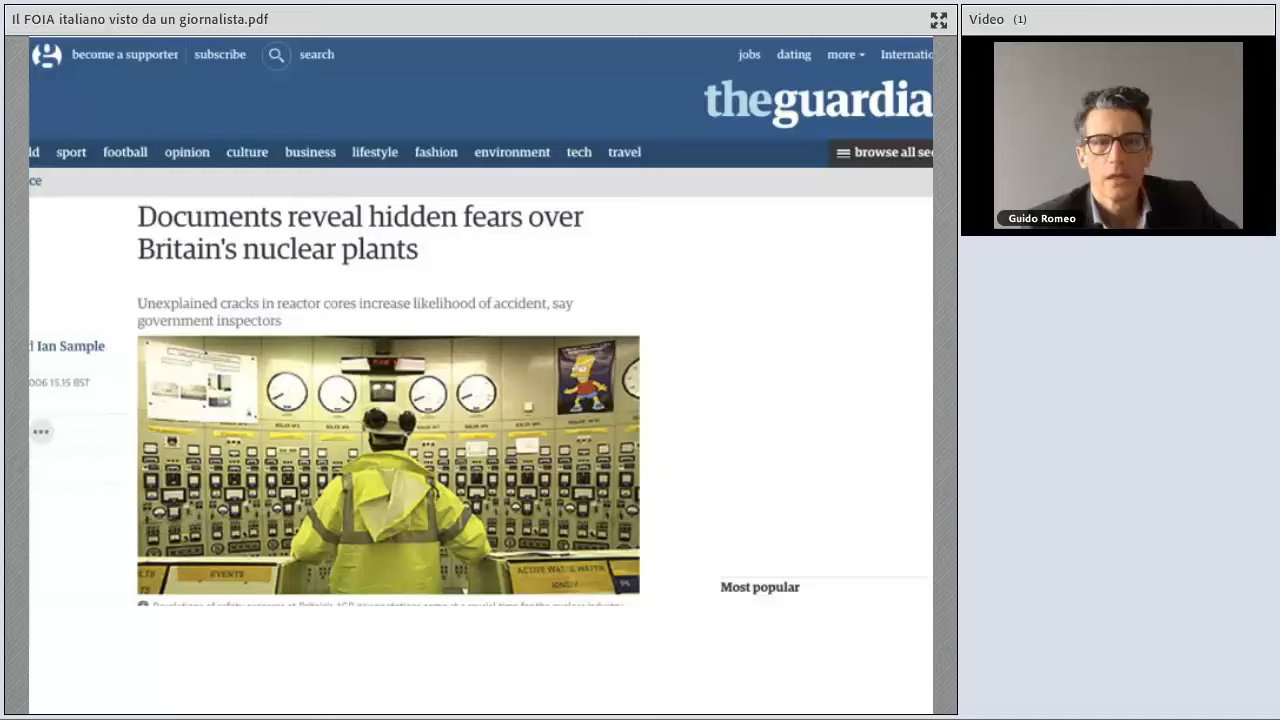 Il FOIA italiano visto da un giornalista.pdf
Video (1)
become a supporter
subscribe
search
jobs
dating
more
Internatio
theguardia
ld
sport
football
opinion
culture
business
lifestyle
fashion
environment
tech
travel
browse all sec
ce
Guido Romeo
Documents reveal hidden fears over
Britain's nuclear plants
Unexplained cracks in reactor cores increase likelihood of accident, say
government inspectors
d Ian Sample
006 15.15 BST
EVENTS
Most popular